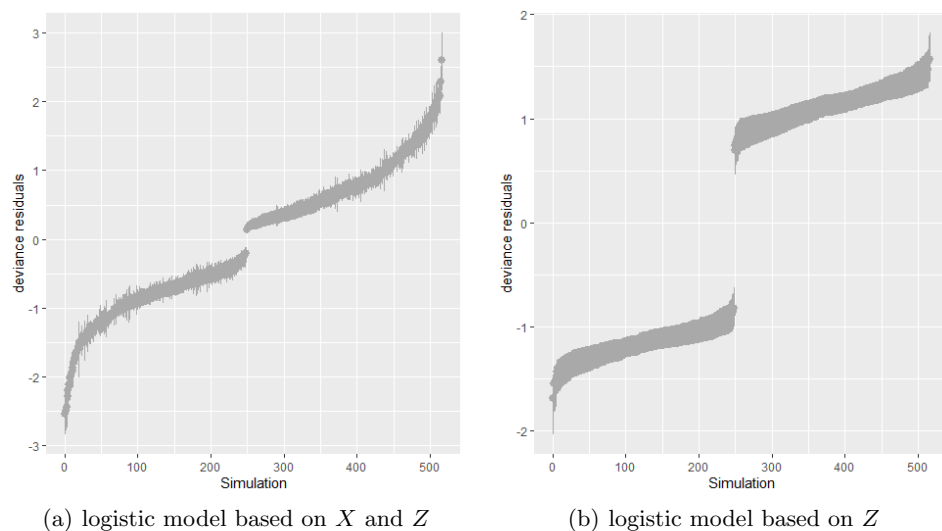 3
2
1
0
-1
-2
-3
deviance residuals
0 100 200 300 400 500
Simulation
2
1
0
-1
-2
deviance residuals
0 100 200 300 400 500
Simulation
(a) logistic model based on X and Z
(b) logistic model based on Z